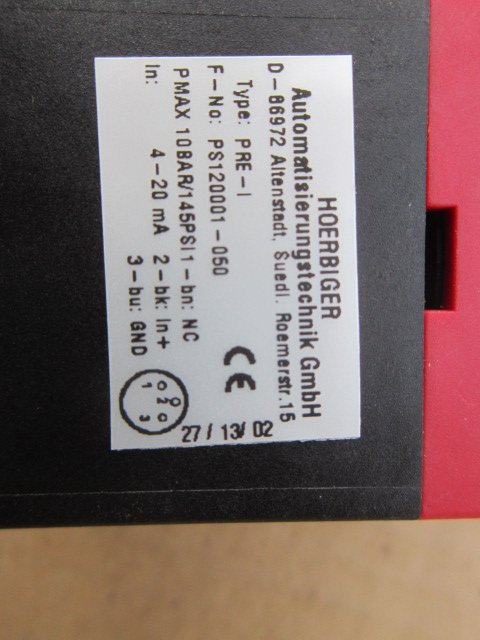 HOERBIGER
Automatisierungstechnik GmbH
D-86972 Altenstadt, Suedl. Roemerstr.15
Type: PRE-I
F-No: PS120001-050
CE
PMAX 10BAR/145PSI 1-bn: NC
In: 4-20 mA 2-bk: In+
3-bu: GND
1 2 3
27/13/02